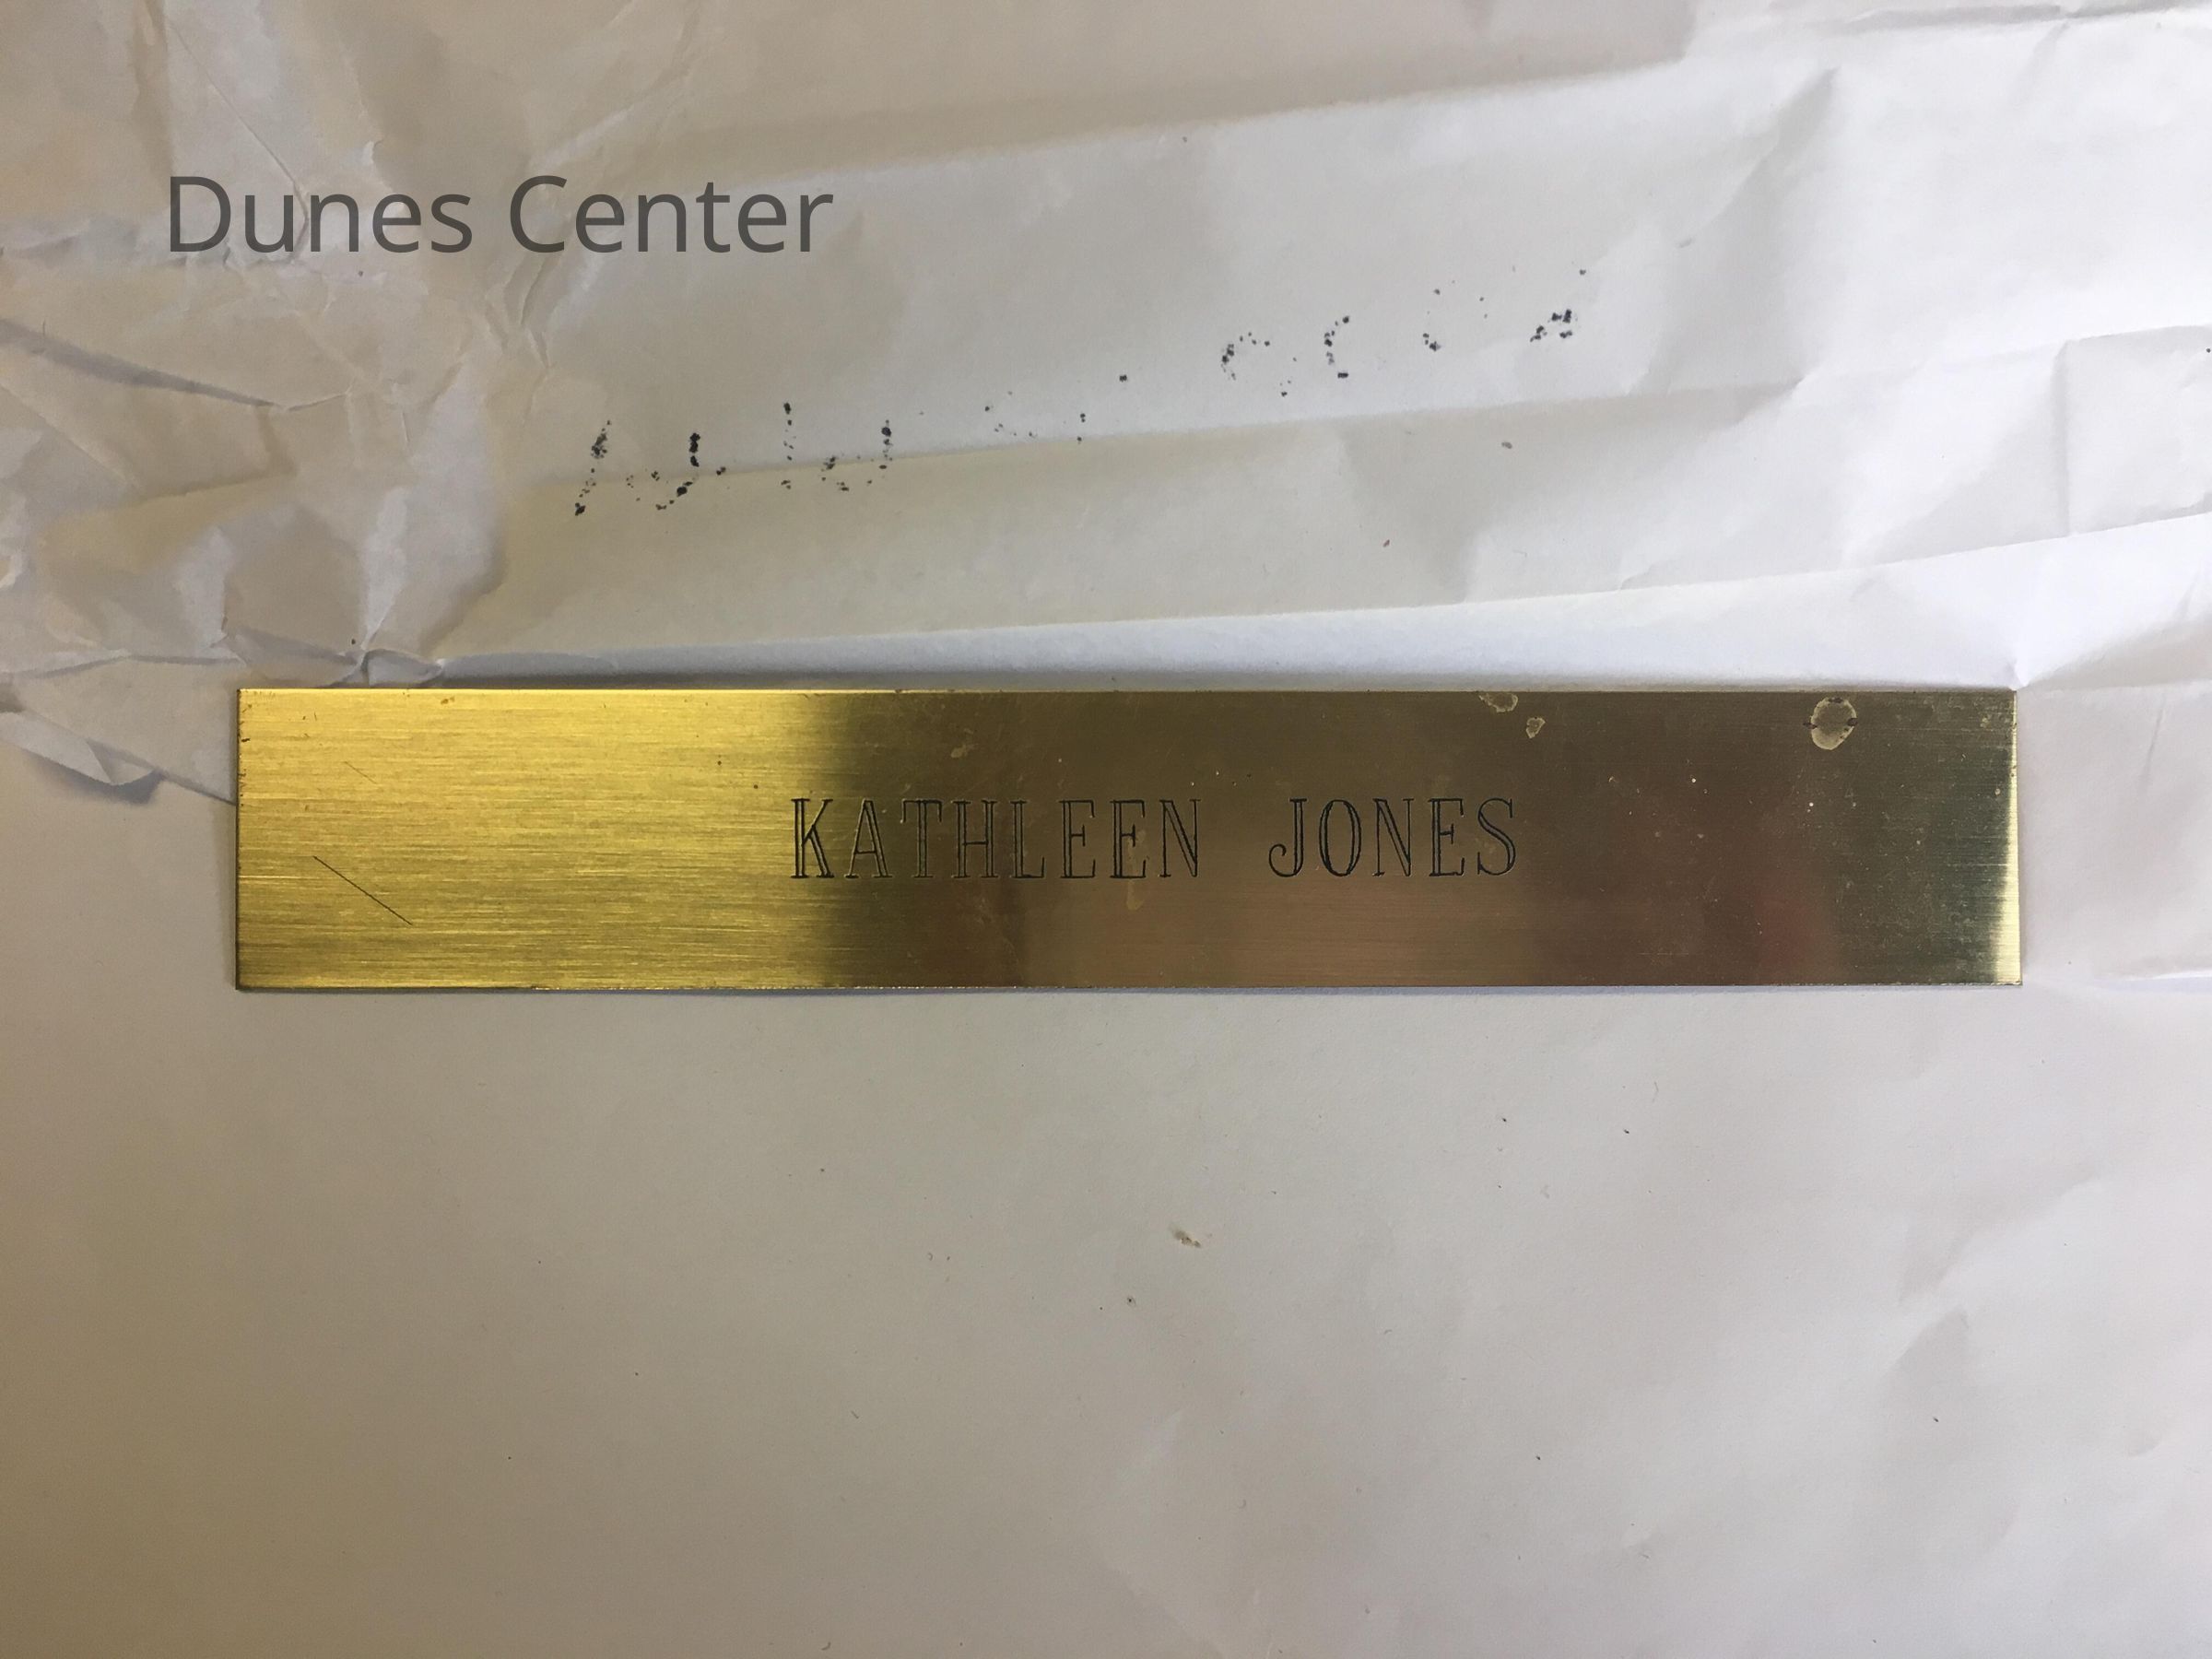 Dunes Center
KATHLEEN JONES